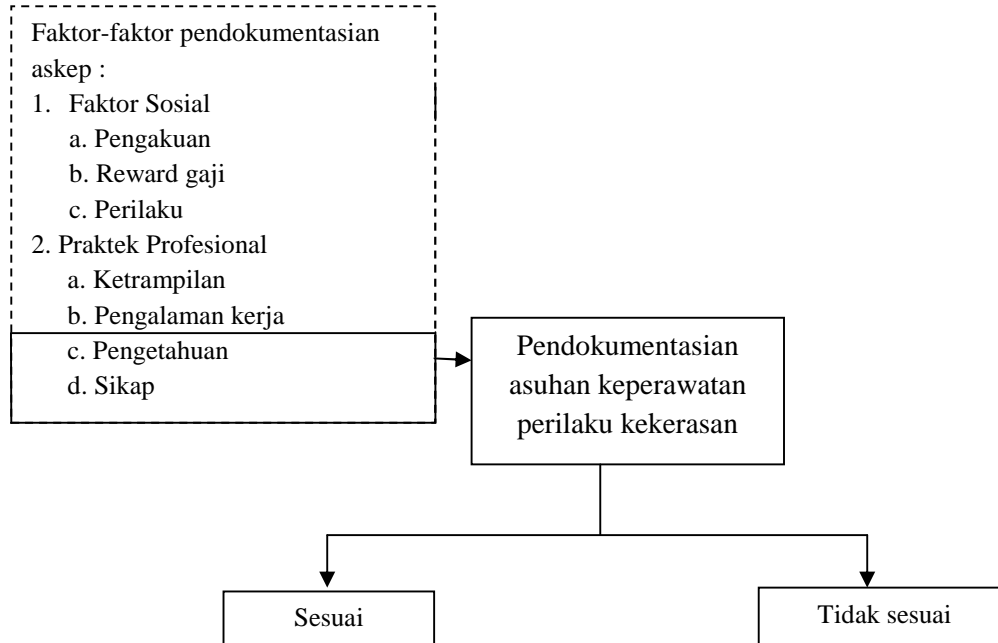 Faktor-faktor pendokumentasian
askep :
1. Faktor Sosial
a. Pengakuan
b. Reward gaji
c. Perilaku
2. Praktek Profesional
a. Ketrampilan
b. Pengalaman kerja
c. Pengetahuan
d. Sikap
Pendokumentasian
asuhan keperawatan
perilaku kekerasan
Sesuai
Tidak sesuai